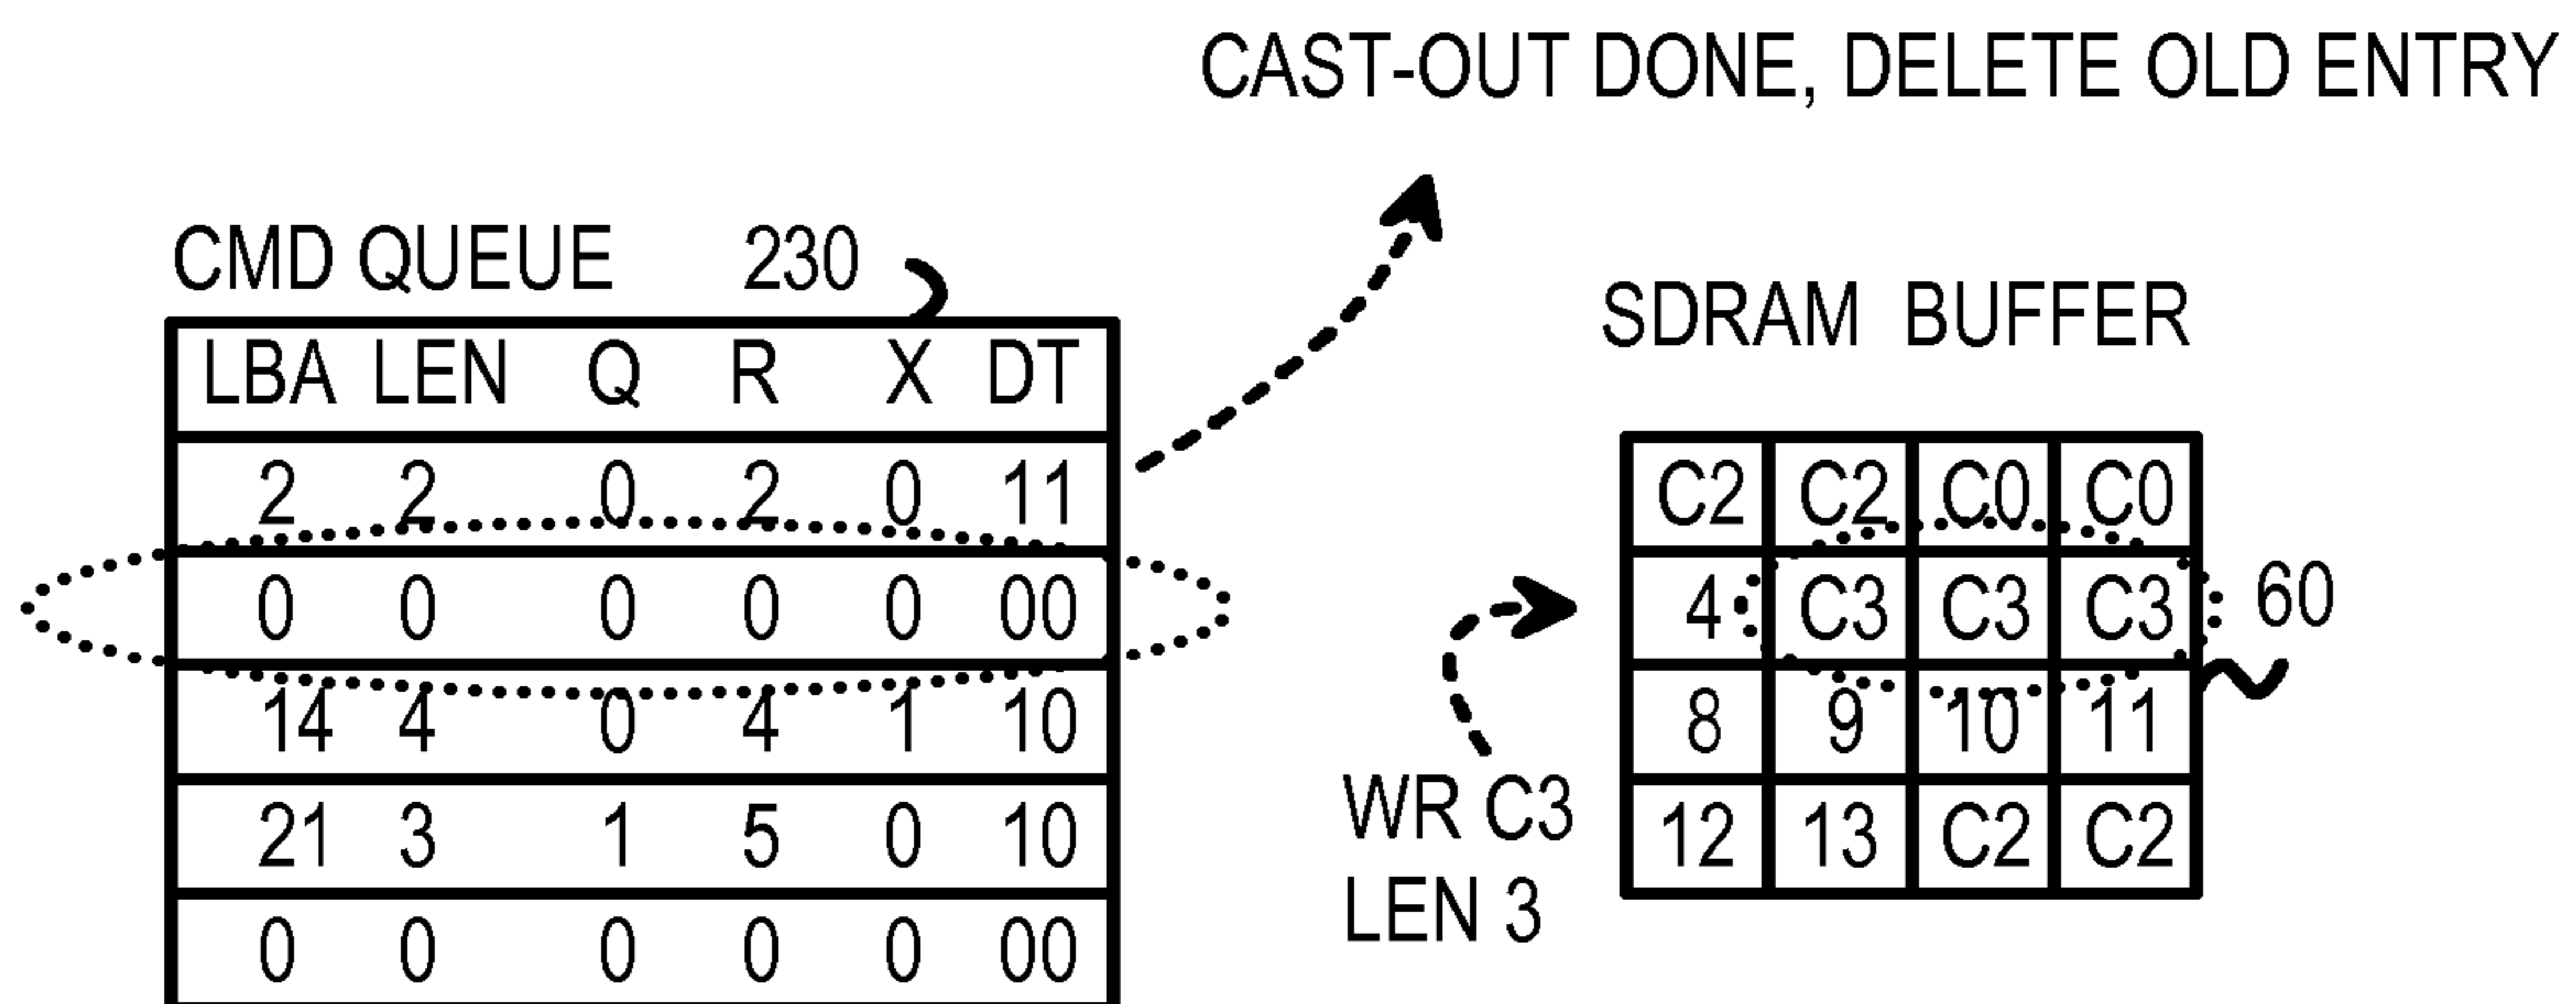 CAST-OUT DONE, DELETE OLD ENTRY
CMD QUEUE 230
LBA LEN Q R X DT
2 2 0 2 0 11
0 0 0 0 0 00
14 4 0 4 1 10
21 3 1 5 0 10
0 0 0 0 0 00
SDRAM BUFFER
C2 C2 C0 C0
4 C3 C3 C3
8 9 10 11
12 13 C2 C2
60
WR C3
LEN 3